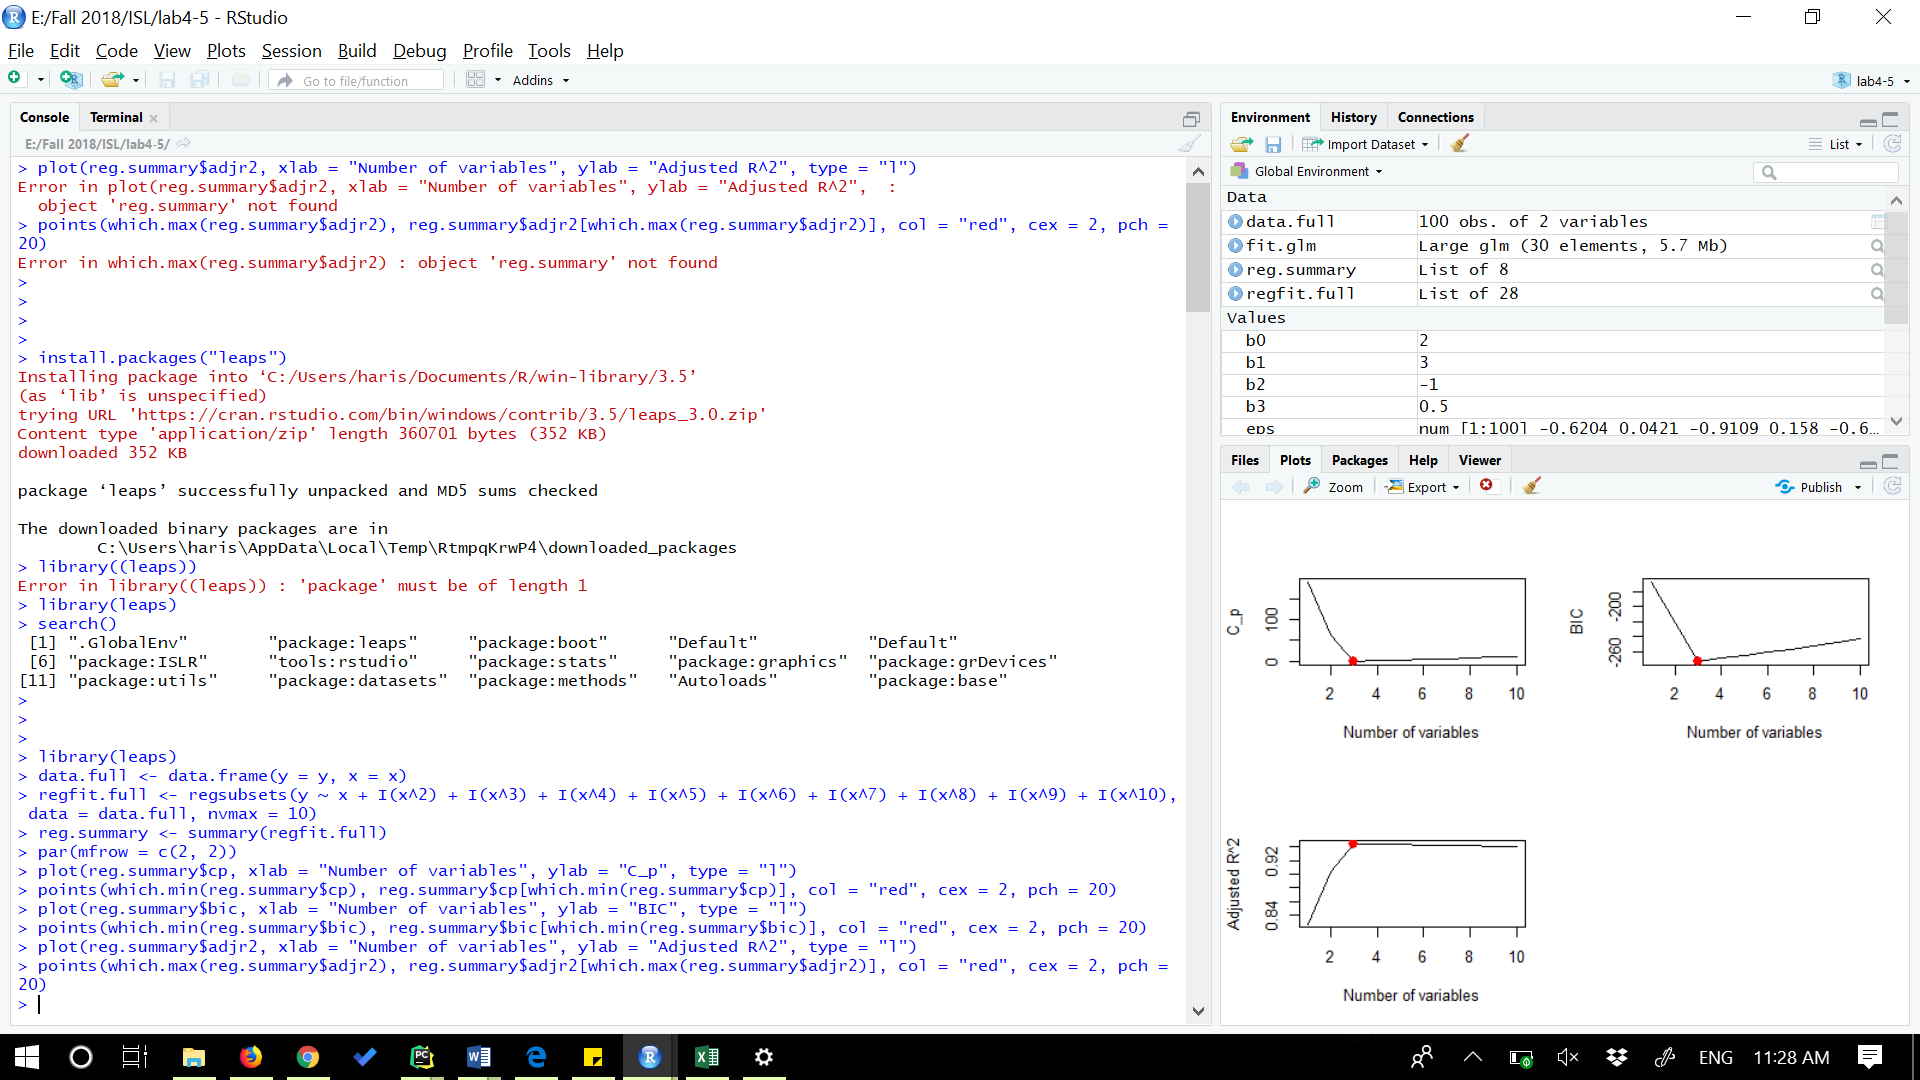 E:/Fall 2018/ISL/lab4-5 - RStudio
File Edit Code View Plots Session Build Debug Profile Tools Help
Go to file/function Addins lab4-5
Console Terminal
E:/Fall 2018/ISL/lab4-5/
> plot(reg.summary$adjr2, xlab = "Number of variables", ylab = "Adjusted R^2", type = "l")
Error in plot(reg.summary$adjr2, xlab = "Number of variables", ylab = "Adjusted R^2",  :
  object 'reg.summary' not found
> points(which.max(reg.summary$adjr2), reg.summary$adjr2[which.max(reg.summary$adjr2)], col = "red", cex = 2, pch =
20)
Error in which.max(reg.summary$adjr2) : object 'reg.summary' not found
>
>
>
>
> install.packages("leaps")
Installing package into ‘C:/Users/haris/Documents/R/win-library/3.5’
(as ‘lib’ is unspecified)
trying URL 'https://cran.rstudio.com/bin/windows/contrib/3.5/leaps_3.0.zip'
Content type 'application/zip' length 360701 bytes (352 KB)
downloaded 352 KB
package ‘leaps’ successfully unpacked and MD5 sums checked
The downloaded binary packages are in
        C:\Users\haris\AppData\Local\Temp\RtmpqKrwP4\downloaded_packages
> library((leaps))
Error in library((leaps)) : 'package' must be of length 1
> library(leaps)
> search()
 [1] ".GlobalEnv"        "package:leaps"     "package:boot"      "Default"           "Default"
 [6] "package:ISLR"      "tools:rstudio"     "package:stats"     "package:graphics"  "package:grDevices"
[11] "package:utils"     "package:datasets"  "package:methods"   "Autoloads"         "package:base"
>
>
>
> library(leaps)
> data.full <- data.frame(y = y, x = x)
> regfit.full <- regsubsets(y ~ x + I(x^2) + I(x^3) + I(x^4) + I(x^5) + I(x^6) + I(x^7) + I(x^8) + I(x^9) + I(x^10),
 data = data.full, nvmax = 10)
> reg.summary <- summary(regfit.full)
> par(mfrow = c(2, 2))
> plot(reg.summary$cp, xlab = "Number of variables", ylab = "C_p", type = "l")
> points(which.min(reg.summary$cp), reg.summary$cp[which.min(reg.summary$cp)], col = "red", cex = 2, pch = 20)
> plot(reg.summary$bic, xlab = "Number of variables", ylab = "BIC", type = "l")
> points(which.min(reg.summary$bic), reg.summary$bic[which.min(reg.summary$bic)], col = "red", cex = 2, pch = 20)
> plot(reg.summary$adjr2, xlab = "Number of variables", ylab = "Adjusted R^2", type = "l")
> points(which.max(reg.summary$adjr2), reg.summary$adjr2[which.max(reg.summary$adjr2)], col = "red", cex = 2, pch =
20)
>
Environment History Connections
Import Dataset List
Global Environment
Data
data.full 100 obs. of 2 variables
fit.glm Large glm (30 elements, 5.7 Mb)
reg.summary List of 8
regfit.full List of 28
Values
b0 2
b1 3
b2 -1
b3 0.5
eps num [1:100] -0.6204 0.0421 -0.9109 0.158 -0.6…
Files Plots Packages Help Viewer
Zoom Export Publish
C_p
0 100
2 4 6 8 10
Number of variables
BIC
-260 -200
2 4 6 8 10
Number of variables
Adjusted R^2
0.84 0.92
2 4 6 8 10
Number of variables
ENG 11:28 AM